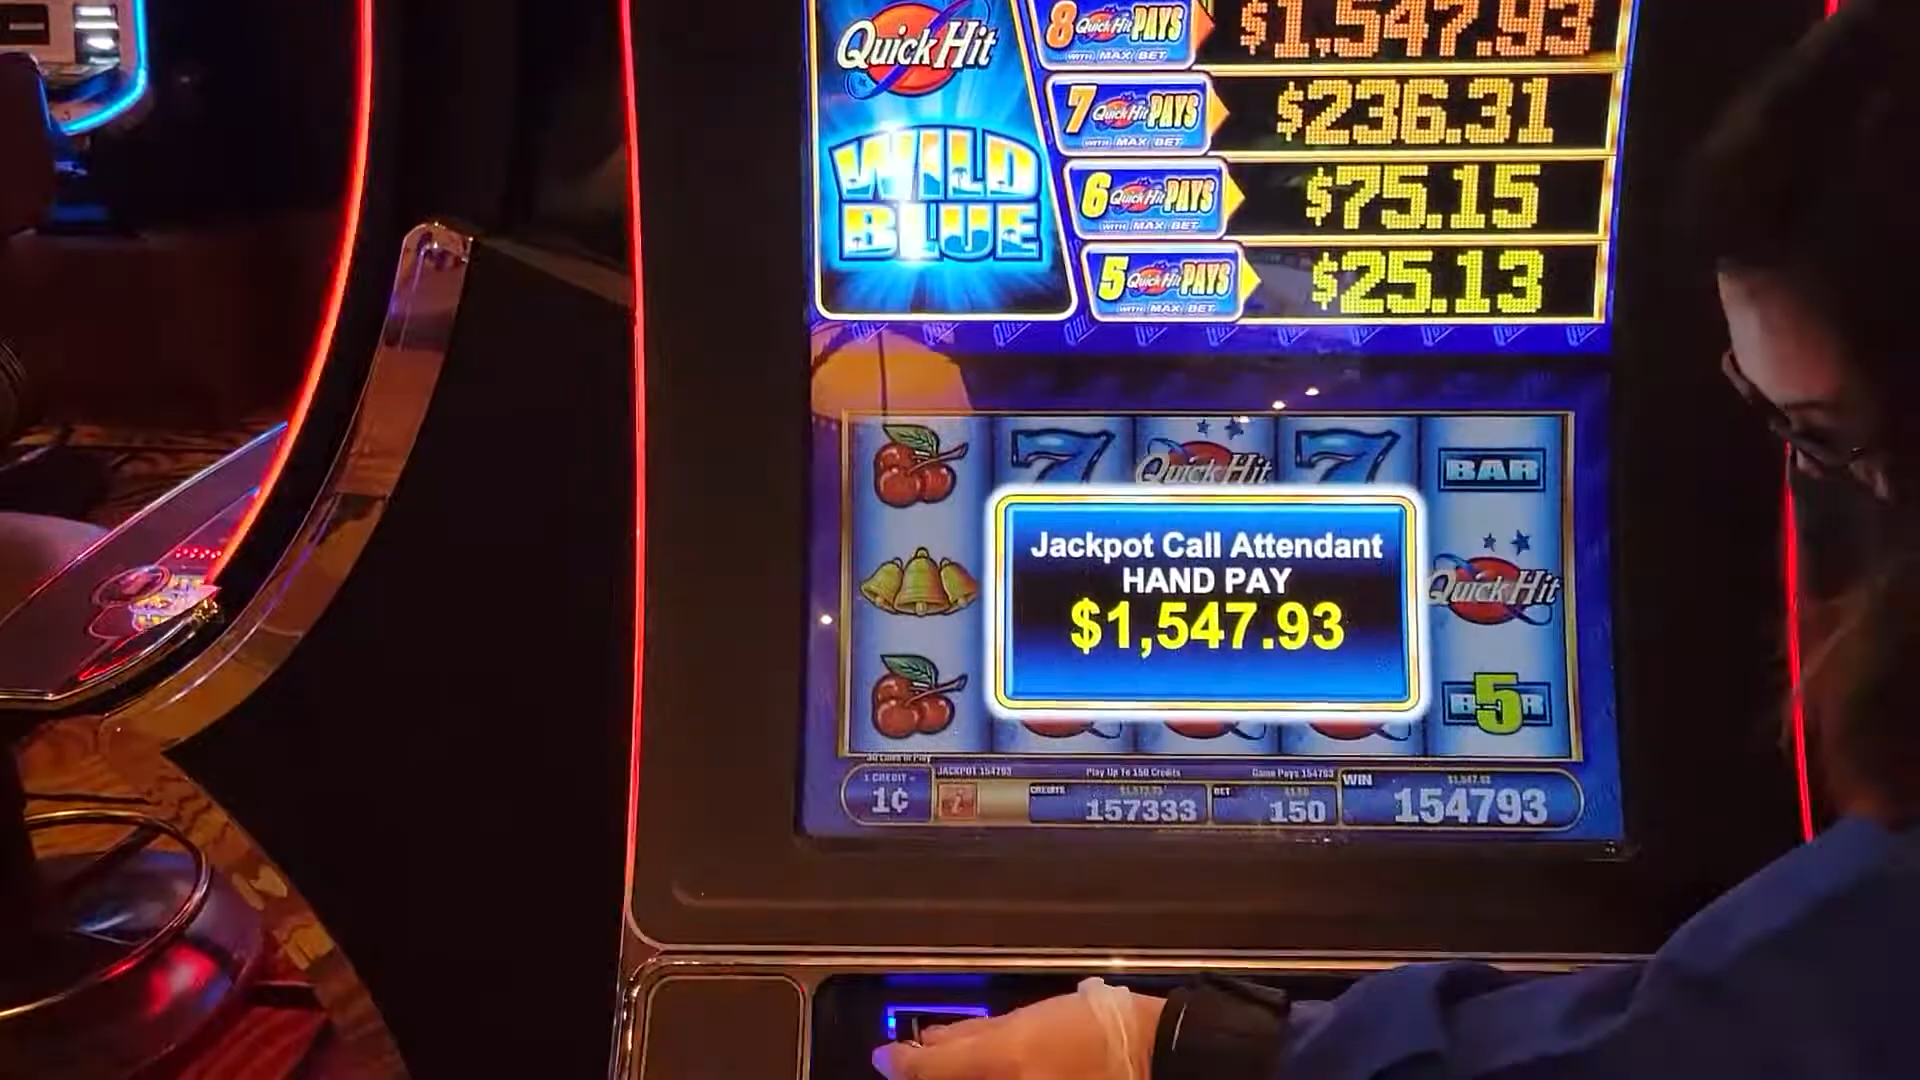 Quick Hit
WILD
BLUE
8 Quick Hit PAYS
WITH MAX BET
$1,547.93
7 Quick Hit PAYS
WITH MAX BET
$236.31
6 Quick Hit PAYS
WITH MAX BET
$75.15
5 Quick Hit PAYS
WITH MAX BET
$25.13
7
Quick Hit
7
BAR
Jackpot Call Attendant
HAND PAY
$1,547.93
Quick Hit
B5R
1 CREDIT =
1¢
JACKPOT 154793
Play Up To 150 Credits
Game Pays 154793
CREDITS
157333
BET
150
WIN
$1,547.93
154793